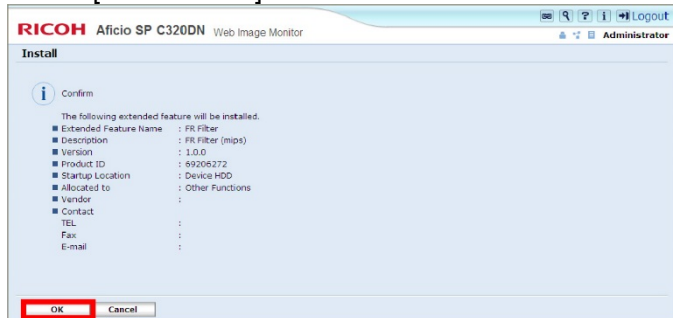 Logout
RICOH Aficio SP C320DN Web Image Monitor
Administrator
Install
Confirm
The following extended feature will be installed.
Extended Feature Name : FR Filter
Description : FR Filter (mips)
Version : 1.0.0
Product ID : 69206272
Startup Location : Device HDD
Allocated to : Other Functions
Vendor :
Contact
TEL :
Fax :
E-mail :
OK Cancel